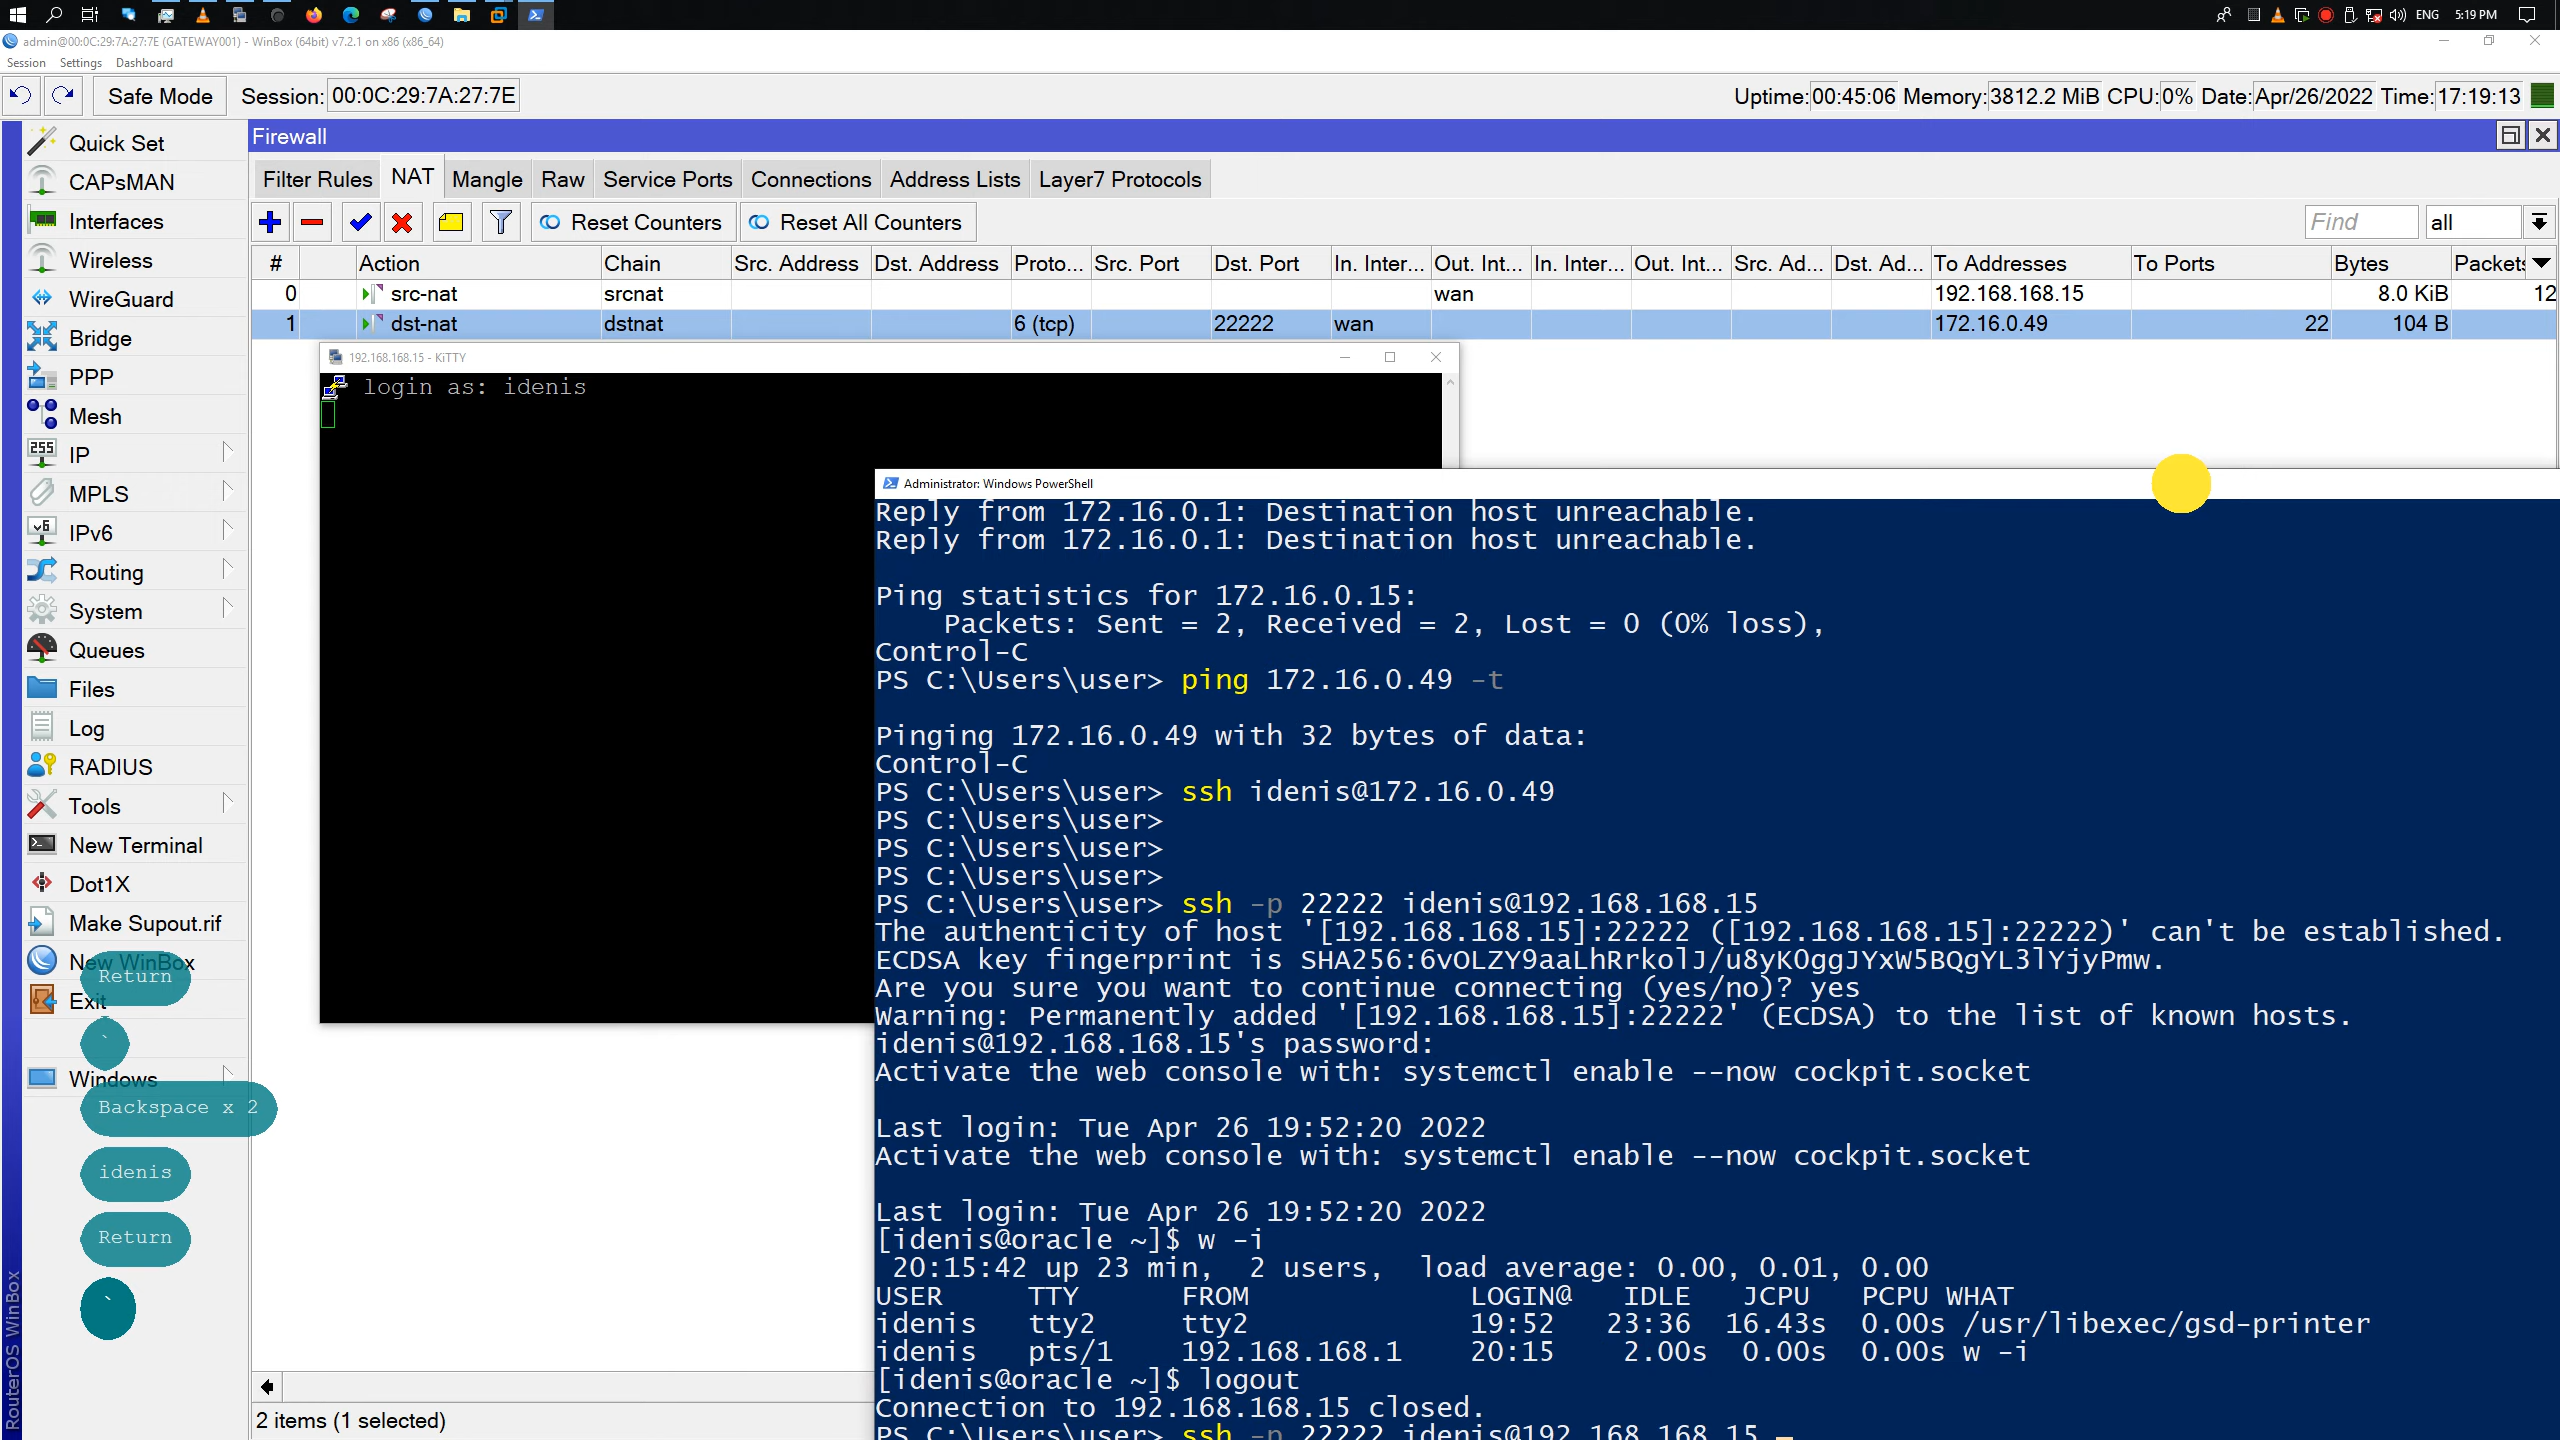 ENG 5:19 PM
admin@00:0C:29:7A:27:7E (GATEWAY001) - WinBox (64bit) v7.2.1 on x86 (x86_64)
Session Settings Dashboard
Safe Mode Session: 00:0C:29:7A:27:7E Uptime: 00:45:06 Memory: 3812.2 MiB CPU: 0% Date: Apr/26/2022 Time: 17:19:13
Quick Set
CAPsMAN
Interfaces
Wireless
WireGuard
Bridge
PPP
Mesh
IP
MPLS
IPv6
Routing
System
Queues
Files
Log
RADIUS
Tools
New Terminal
Dot1X
Make Supout.rif
New WinBox
Exit
Windows
Return
`
Backspace x 2
idenis
Return
`
RouterOS WinBox
Firewall
Filter Rules NAT Mangle Raw Service Ports Connections Address Lists Layer7 Protocols
Reset Counters Reset All Counters Find all
# Action Chain Src. Address Dst. Address Proto... Src. Port Dst. Port In. Inter... Out. Int... In. Inter... Out. Int... Src. Ad... Dst. Ad... To Addresses To Ports Bytes Packets
0 src-nat srcnat wan 192.168.168.15 8.0 KiB 12
1 dst-nat dstnat 6 (tcp) 22222 wan 172.16.0.49 22 104 B
192.168.168.15 - KiTTY
login as: idenis
Administrator: Windows PowerShell
Reply from 172.16.0.1: Destination host unreachable.
Reply from 172.16.0.1: Destination host unreachable.
Ping statistics for 172.16.0.15:
Packets: Sent = 2, Received = 2, Lost = 0 (0% loss),
Control-C
PS C:\Users\user> ping 172.16.0.49 -t
Pinging 172.16.0.49 with 32 bytes of data:
Control-C
PS C:\Users\user> ssh idenis@172.16.0.49
PS C:\Users\user>
PS C:\Users\user>
PS C:\Users\user>
PS C:\Users\user> ssh -p 22222 idenis@192.168.168.15
The authenticity of host '[192.168.168.15]:22222 ([192.168.168.15]:22222)' can't be established.
ECDSA key fingerprint is SHA256:6vOLZY9aaLhRrkolJ/u8yK0ggJYxW5BQgYL3lYjyPmw.
Are you sure you want to continue connecting (yes/no)? yes
Warning: Permanently added '[192.168.168.15]:22222' (ECDSA) to the list of known hosts.
idenis@192.168.168.15's password:
Activate the web console with: systemctl enable --now cockpit.socket
Last login: Tue Apr 26 19:52:20 2022
Activate the web console with: systemctl enable --now cockpit.socket
Last login: Tue Apr 26 19:52:20 2022
[idenis@oracle ~]$ w -i
20:15:42 up 23 min, 2 users, load average: 0.00, 0.01, 0.00
USER TTY FROM LOGIN@ IDLE JCPU PCPU WHAT
idenis tty2 tty2 19:52 23:36 16.43s 0.00s /usr/libexec/gsd-printer
idenis pts/1 192.168.168.1 20:15 2.00s 0.00s 0.00s w -i
[idenis@oracle ~]$ logout
Connection to 192.168.168.15 closed.
PS C:\Users\user> ssh -p 22222 idenis@192.168.168.15
2 items (1 selected)